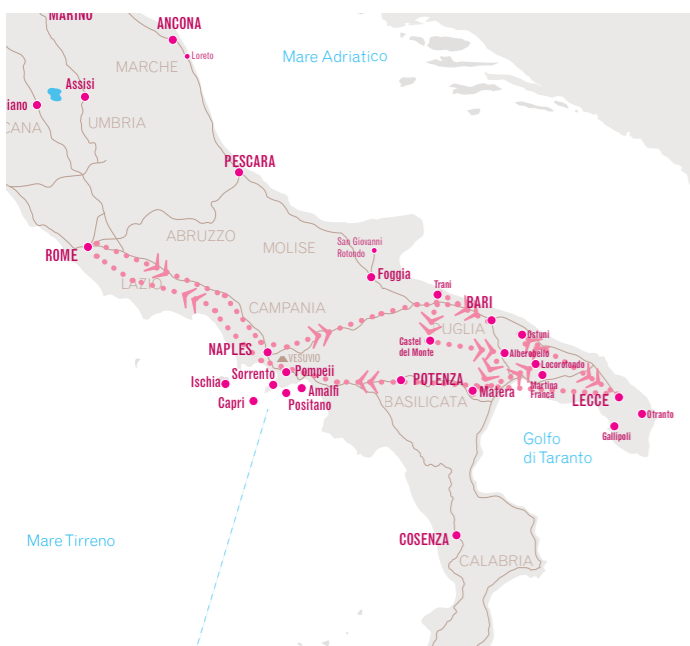 MARINO
ANCONA
Loreto
Mare Adriatico
MARCHE
Assisi
iano
CANA
UMBRIA
PESCARA
ABRUZZO
MOLISE
San Giovanni
Rotondo
ROME
Foggia
LAZIO
Trani
CAMPANIA
BARI
UGLIA
Ostuni
Castel
del Monte
NAPLES
VESUVIO
Alberobello
Locorotondo
Pompeii
Sorrento
Ischia
POTENZA
Martina
Franca
Amalfi
Matera
BASILICATA
Capri
Positano
LECCE
Otranto
Gallipoli
Golfo
di Taranto
Mare Tirreno
COSENZA
CALABRIA